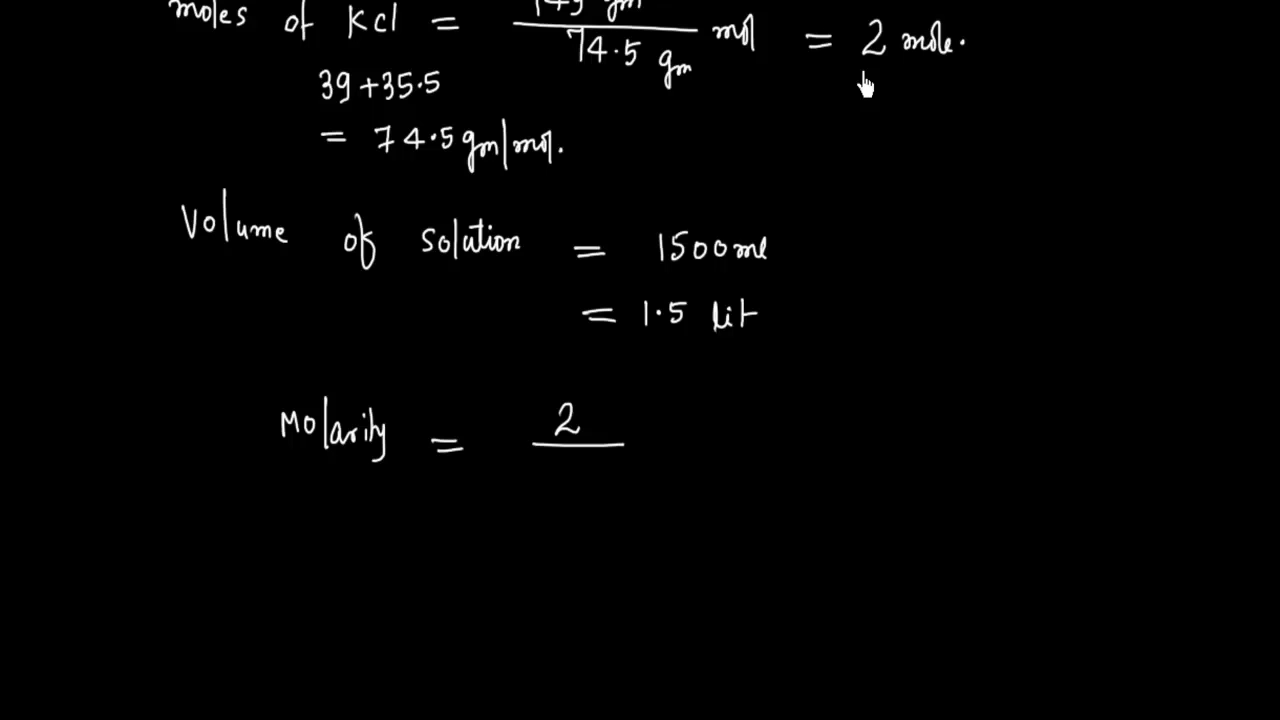 moles of KCl = 149 gm / 74.5 gm mol = 2 mole.
39 + 35.5
= 74.5 gm/mol.
Volume of solution = 1500 ml
= 1.5 lit
Molarity = 2